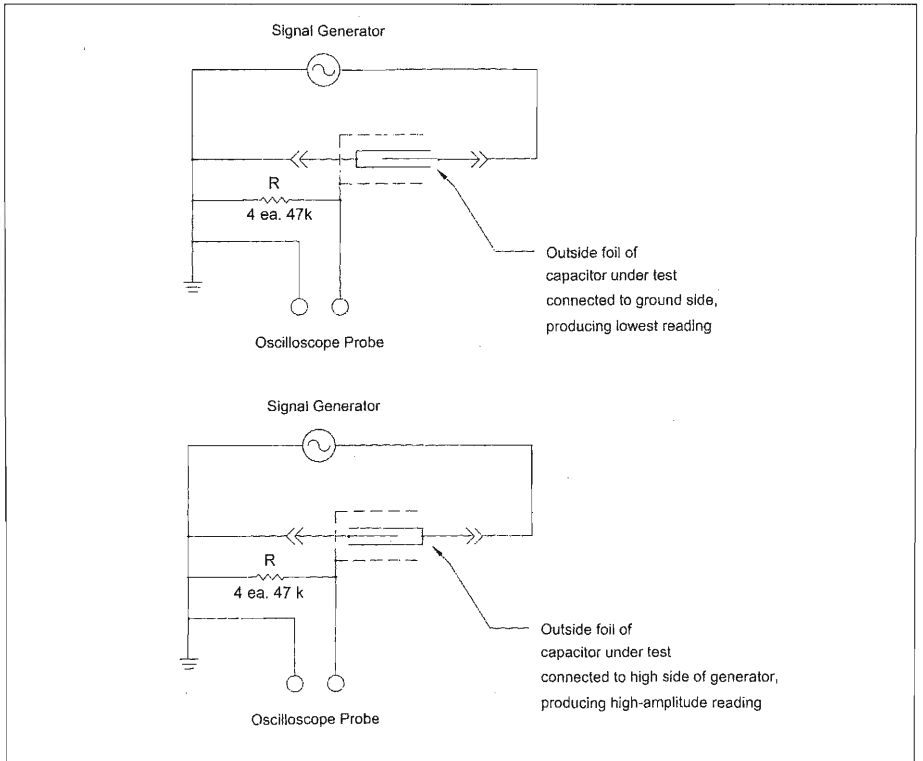 Signal Generator
R
4 ea. 47k
Outside foil of
capacitor under test
connected to ground side,
producing lowest reading
Oscilloscope Probe
Signal Generator
R
4 ea. 47 k
Outside foil of
capacitor under test
connected to high side of generator,
producing high-amplitude reading
Oscilloscope Probe